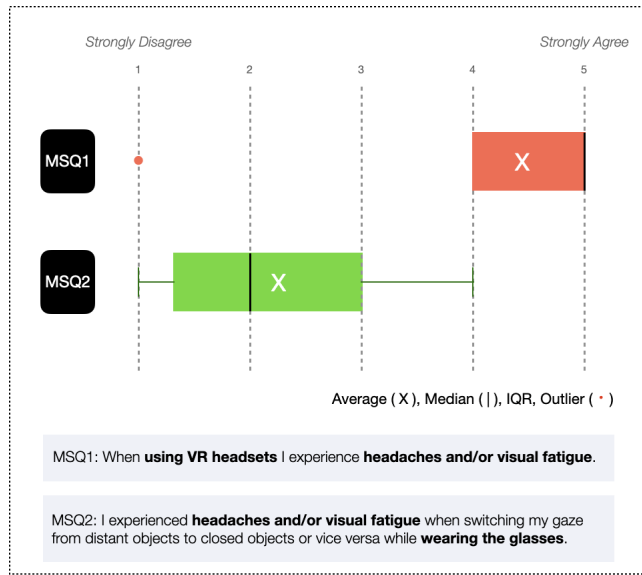 Strongly Disagree Strongly Agree
1 2 3 4 5
MSQ1 X
MSQ2 X
Average ( X ), Median ( | ), IQR, Outlier ( • )
MSQ1: When using VR headsets I experience headaches and/or visual fatigue.
MSQ2: I experienced headaches and/or visual fatigue when switching my gaze
from distant objects to closed objects or vice versa while wearing the glasses.